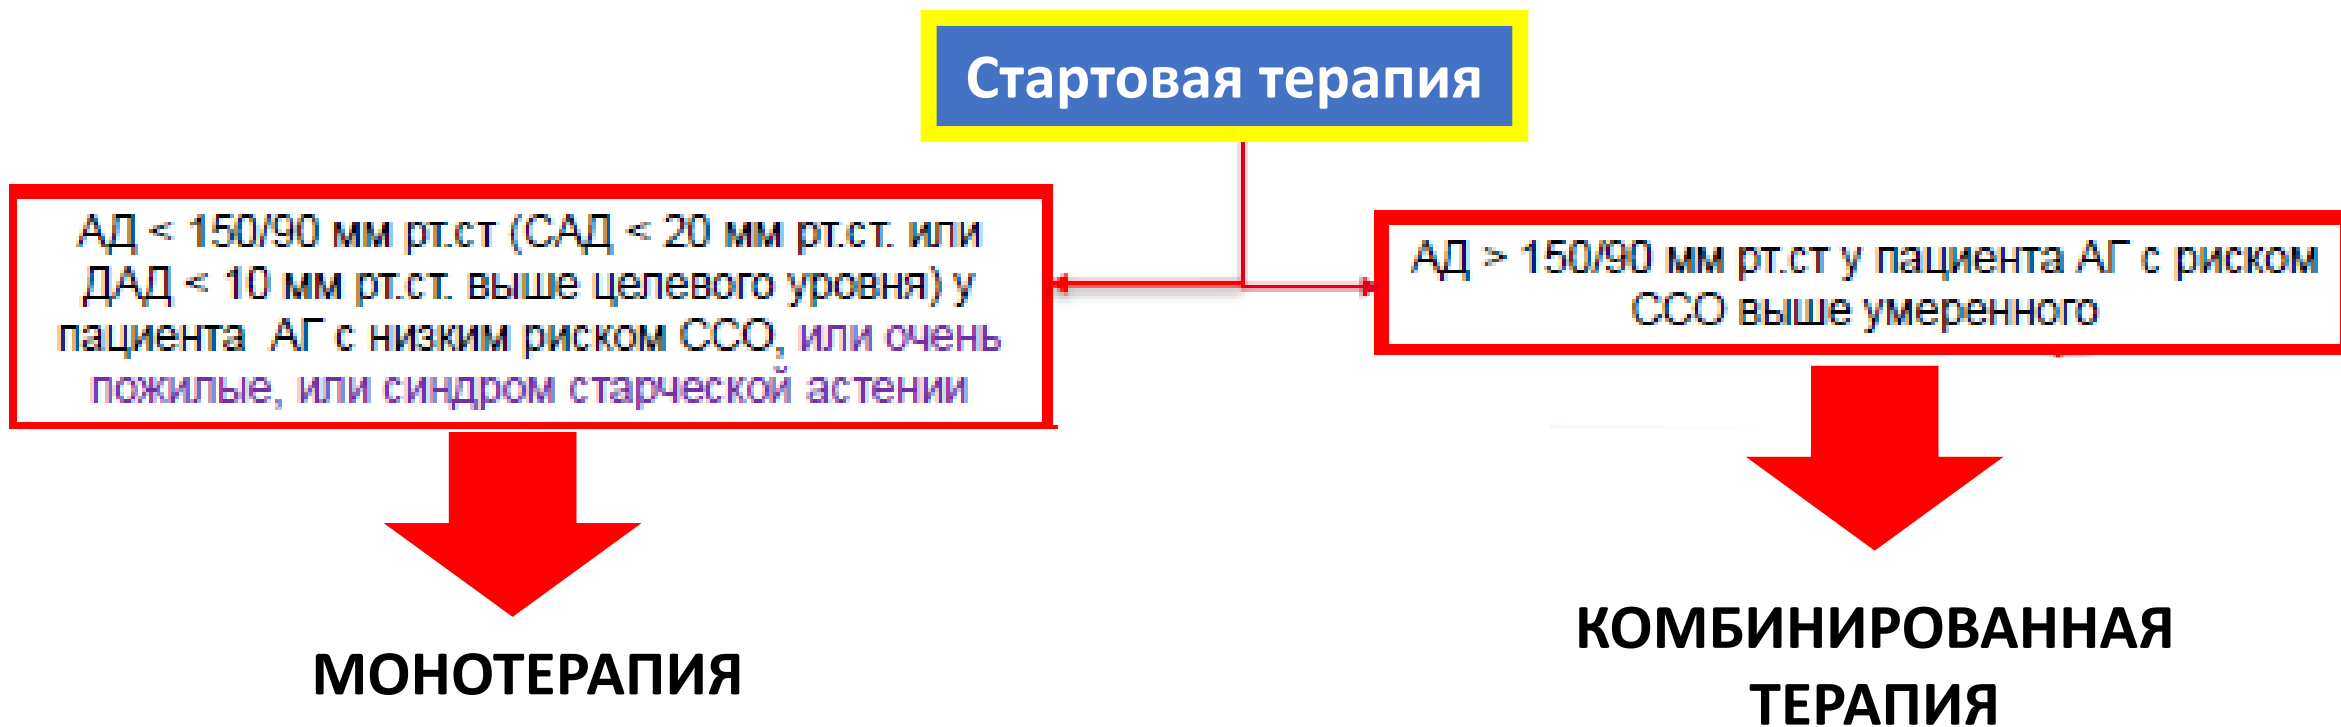 Стартовая терапия
АД < 150/90 мм рт.ст (САД < 20 мм рт.ст. или
ДАД < 10 мм рт.ст. выше целевого уровня) у
пациента АГ с низким риском ССО, или очень
пожилые, или синдром старческой астении
АД > 150/90 мм рт.ст у пациента АГ с риском
ССО выше умеренного
МОНОТЕРАПИЯ
КОМБИНИРОВАННАЯ
ТЕРАПИЯ